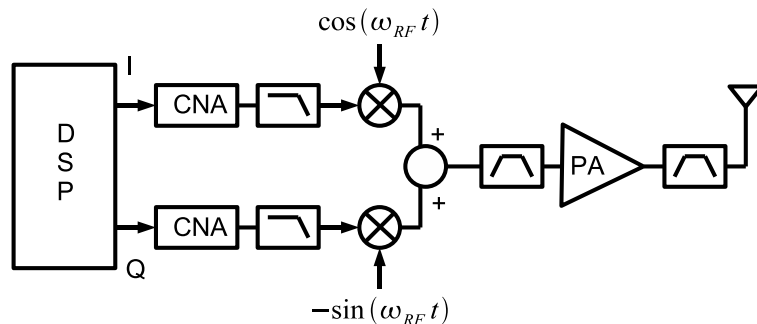 cos(ω_RF t)
I
CNA
D
S
P
+
PA
+
CNA
Q
−sin(ω_RF t)